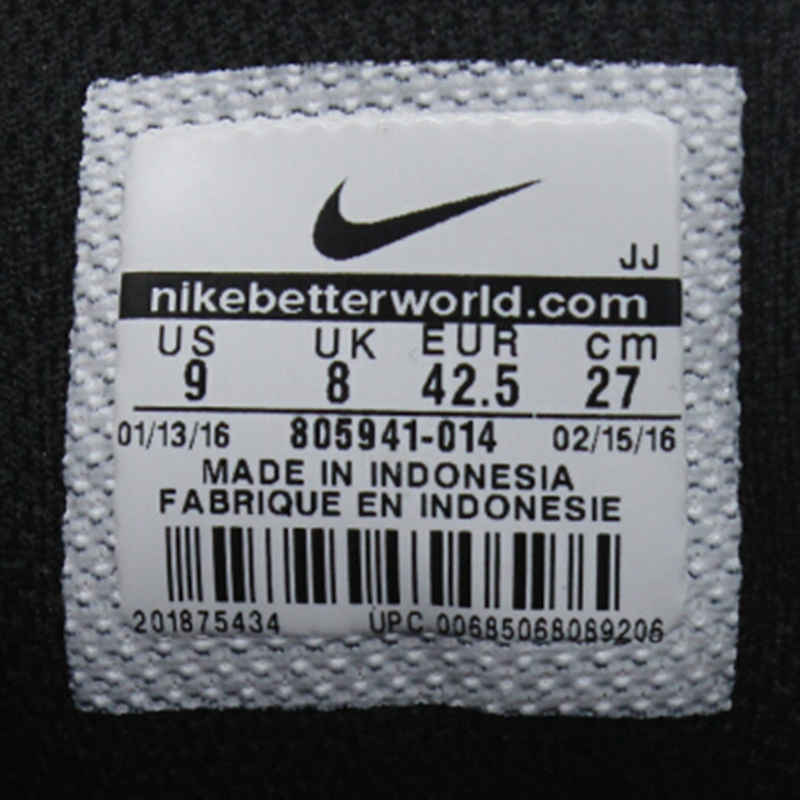 JJ
nikebetterworld.com
US UK EUR cm
9 8 42.5 27
01/13/16 805941-014 02/15/16
MADE IN INDONESIA
FABRIQUE EN INDONESIE
201875434 UPC 00685068089206